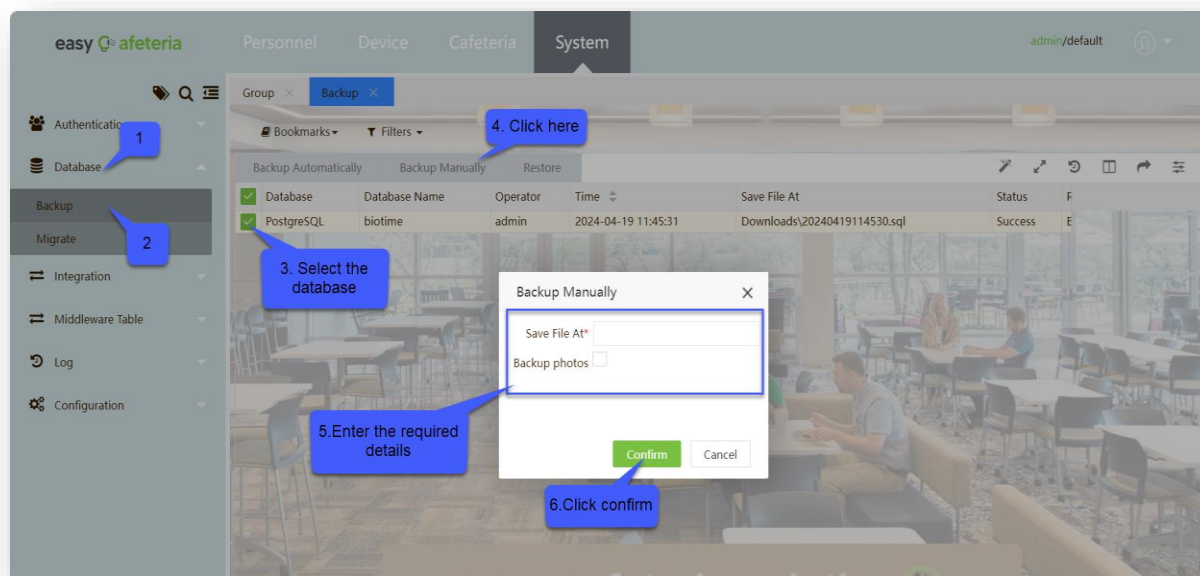 easy Cafeteria
Personnel
Device
Cafeteria
System
admin/default
Group
Backup
Authentication
1
Bookmarks
Filters
4. Click here
Database
Backup Automatically
Backup Manually
Restore
Database
Database Name
Operator
Time
Save File At
Status
Backup
PostgreSQL
biotime
admin
2024-04-19 11:45:31
Downloads\20240419114530.sql
Success
Migrate
2
3. Select the
database
Integration
Backup Manually
Save File At*
Middleware Table
Backup photos
Log
Configuration
5.Enter the required
details
Confirm
Cancel
6.Click confirm